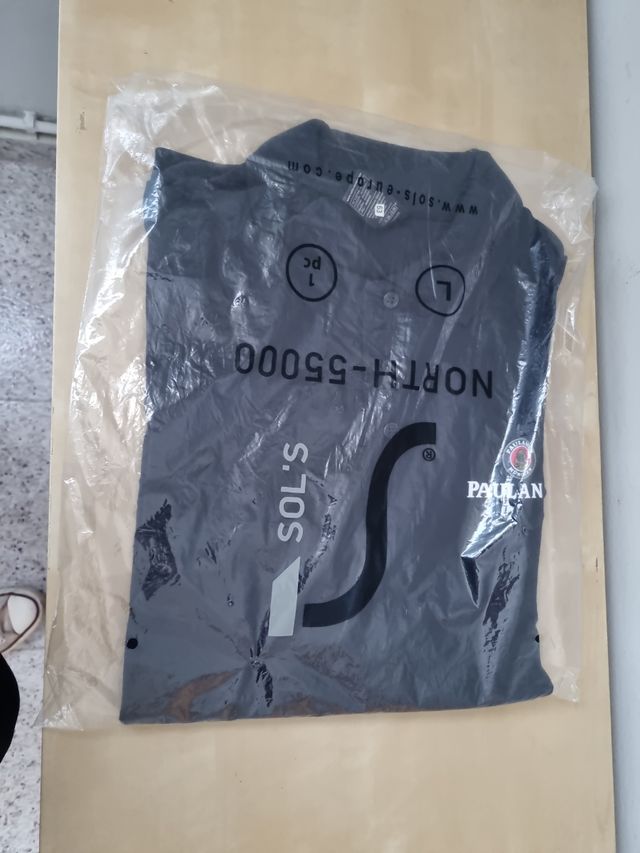 www.sols-europe.com
L
1
pc
NORTH-55000
SOL'S
®
PAULAN